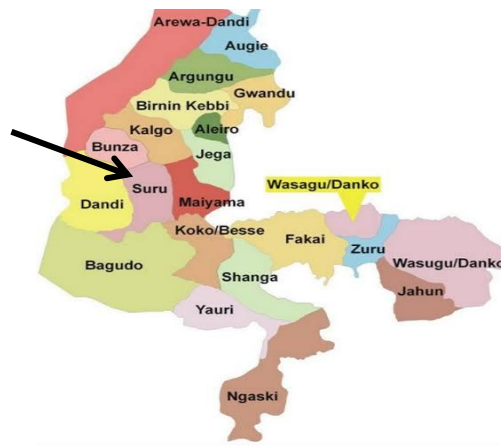 Arewa-Dandi
Augie
Argungu
Gwandu
Birnin Kebbi
Kalgo
Aleiro
Bunza
Jega
Suru
Wasagu/Danko
Dandi
Maiyama
Koko/Besse
Fakai
Zuru
Bagudo
Wasugu/Danko
Shanga
Jahun
Yauri
Ngaski